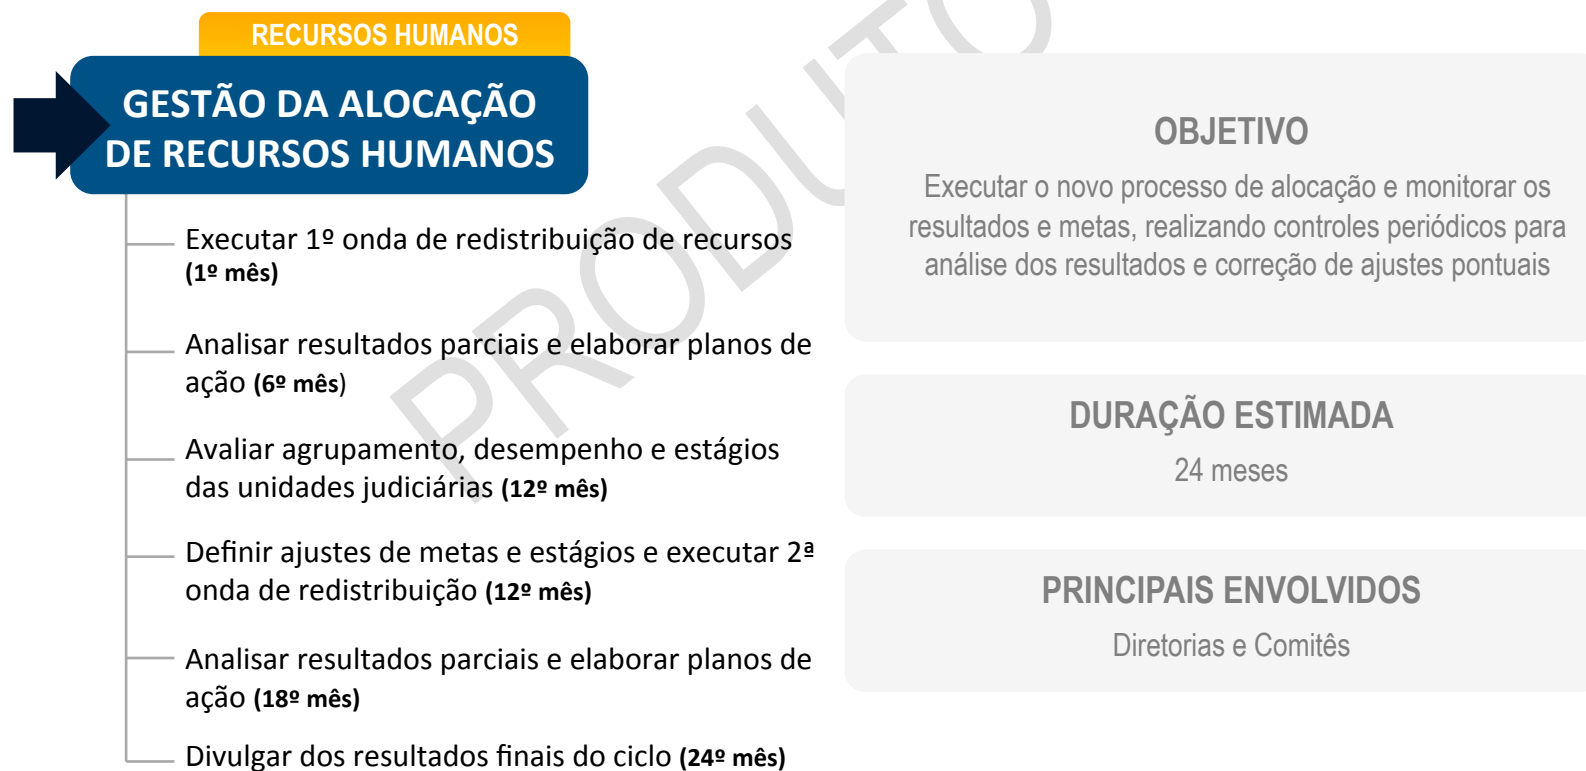 RECURSOS HUMANOS
GESTÃO DA ALOCAÇÃO
DE RECURSOS HUMANOS
Executar 1º onda de redistribuição de recursos
(1º mês)
Analisar resultados parciais e elaborar planos de
ação (6º mês)
Avaliar agrupamento, desempenho e estágios
das unidades judiciárias (12º mês)
Definir ajustes de metas e estágios e executar 2ª
onda de redistribuição (12º mês)
Analisar resultados parciais e elaborar planos de
ação (18º mês)
Divulgar dos resultados finais do ciclo (24º mês)
OBJETIVO
Executar o novo processo de alocação e monitorar os
resultados e metas, realizando controles periódicos para
análise dos resultados e correção de ajustes pontuais
DURAÇÃO ESTIMADA
24 meses
PRINCIPAIS ENVOLVIDOS
Diretorias e Comitês
PRODUTO